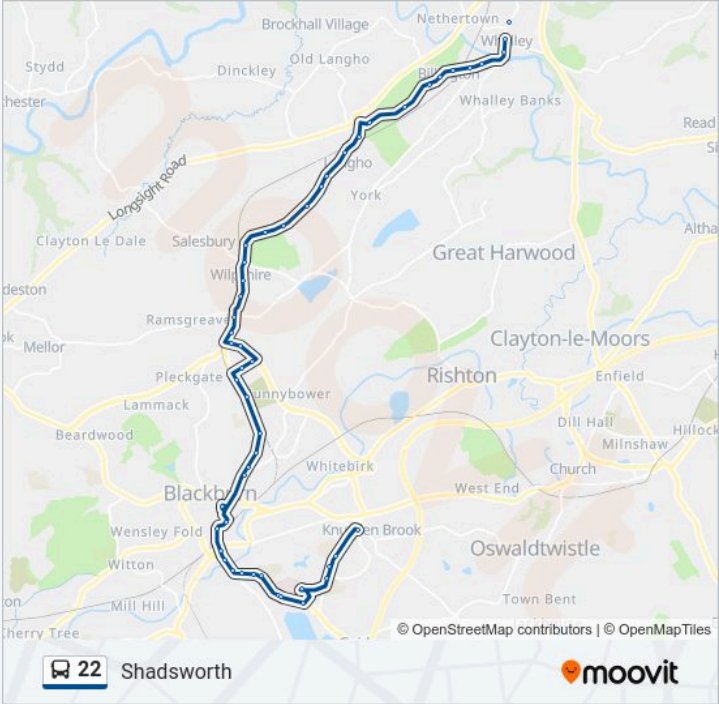 Brockhall Village
Nethertown
Whalley
Stydd
Old Langho
Dinckley
Billington
Whalley Banks
Read
Longsight Road
Langho
York
Clayton Le Dale
Salesbury
Great Harwood
Wilpshire
Ramsgreave
Mellor
Clayton-le-Moors
Pleckgate
Rishton
Enfield
Sunnybower
Lammack
Beardwood
Dill Hall
Milnshaw
Whitebirk
Church
Blackburn
West End
Wensley Fold
Knuzden Brook
Oswaldtwistle
Witton
Mill Hill
Town Bent
Cherry Tree
© OpenStreetMap contributors | © OpenMapTiles
22 Shadsworth
moovit